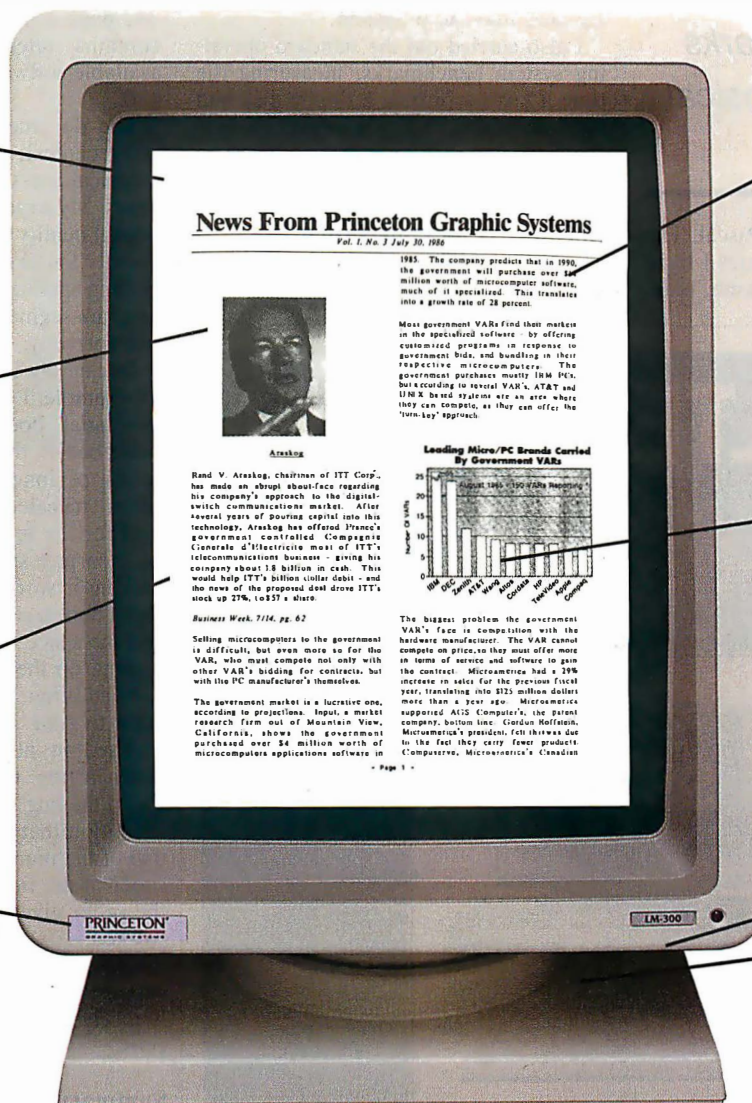 News From Princeton Graphic Systems
Vol. 1. No. 3 July 30, 1986
Araskog
Rand V. Araskog, chairman of ITT Corp.,
has made an abrupt about-face regarding
his company's approach to the digital-
switch communications market. After
several years of pouring capital into this
technology, Araskog has offered France's
government controlled Compagnie
Generale d'Electricite most of ITT's
telecommunications business - giving his
company about 1.8 billion in cash. This
would help ITT's billion dollar debit - and
the news of the proposed deal drove ITT's
stock up 27%, to $57 a share.
Business Week, 7/14, pg. 62
Selling microcomputers to the government
is difficult, but even more so for the
VAR, who must compete not only with
other VAR's bidding for contracts, but
with the PC manufacturer's themselves.
The government market is a lucrative one,
according to projections. Input, a market
research firm out of Mountain View,
California, shows the government
purchased over $4 million worth of
microcomputers applications software in
1985. The company predicts that in 1990,
the government will purchase over
million worth of microcomputer software,
much of it specialized. This translates
into a growth rate of 28 percent.
Most government VARs find their markets
in the specialized software - by offering
customized programs in response to
government bids, and bundling in their
respective microcomputers. The
government purchases mostly IBM PCs,
but according to several VAR's, AT&T and
UNIX based systems are an area where
they can compete, as they can offer the
'turn-key' approach.
Leading Micro/PC Brands Carried
By Government VARs
August 1985 - 150 VARs Reporting
Number Of VARs
25
20
15
10
5
0
IBM DEC Zenith AT&T Wang Altos Cordata HP TeleVideo Apple Compaq
The biggest problem the government
VAR's face is competition with the
hardware manufacturer. The VAR cannot
compete on price, so they must offer more
in terms of service and software to gain
the contract. Microamerica had a 29%
increase in sales for the previous fiscal
year, translating into $125 million dollars
more than a year ago. Microamerica
supported AGS Computer's, the parent
company, bottom line. Gordon Hoffstein,
Microamerica's president, felt this was due
to the fact they carry fewer products.
Compuserve, Microamerica's Canadian
- Page 1 -
PRINCETON
GRAPHIC SYSTEMS
LM-300